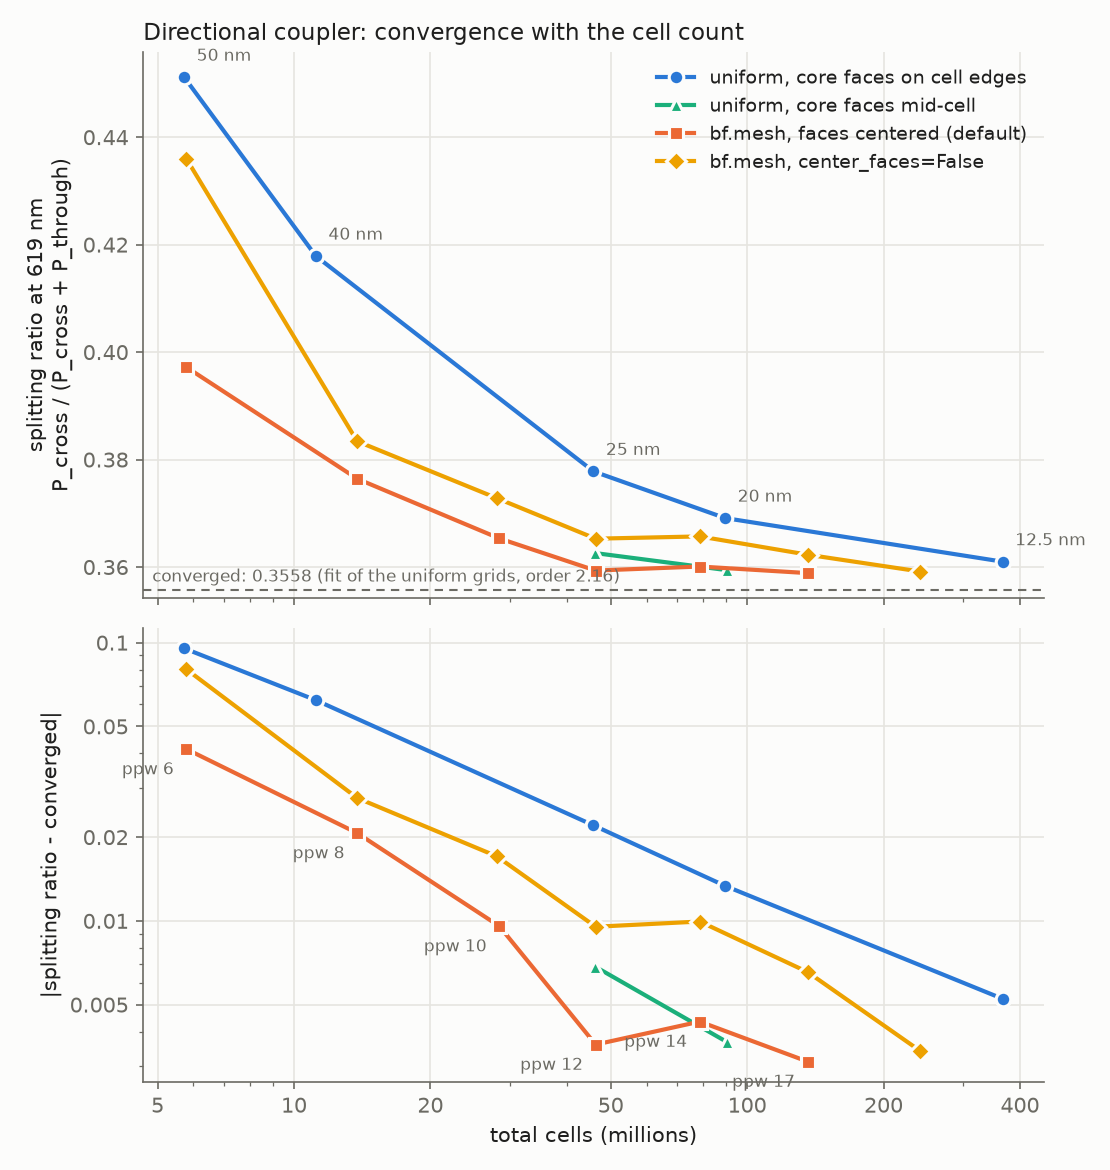 Directional coupler: convergence with the cell count
50 nm
uniform, core faces on cell edges
uniform, core faces mid-cell
bf.mesh, faces centered (default)
bf.mesh, center_faces=False
splitting ratio at 619 nm
P_cross / (P_cross + P_through)
0.44
0.42
0.40
0.38
0.36
40 nm
25 nm
20 nm
12.5 nm
converged: 0.3558 (fit of the uniform grids, order 2.16)
|splitting ratio - converged|
0.1
0.05
0.02
0.01
0.005
ppw 6
ppw 8
ppw 10
ppw 12
ppw 14
ppw 17
5
10
20
50
100
200
400
total cells (millions)